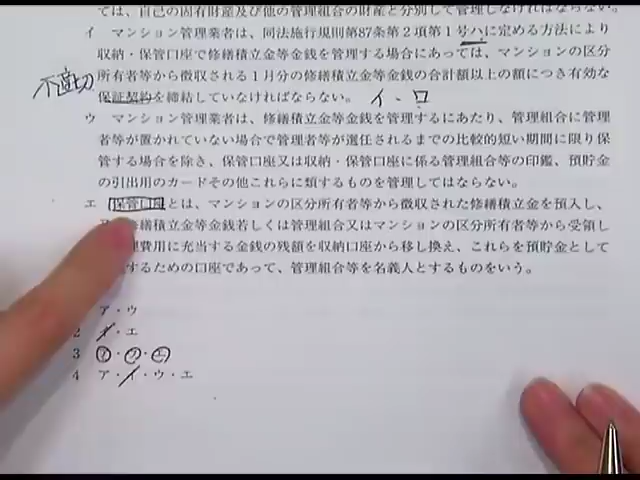 ては、自己の固有財産及び他の管理組合の財産と分別して管理しなければならない。
イ マンション管理業者は、同法施行規則第87条第2項第1号ハに定める方法により
収納・保管口座で修繕積立金等金銭を管理する場合にあっては、マンションの区分
所有者等から徴収される1月分の修繕積立金等金銭の合計額以上の額につき有効な
不適切
保証契約を締結していなければならない。
イ・ロ
ウ マンション管理業者は、修繕積立金等金銭を管理するにあたり、管理組合に管理
者等が置かれていない場合で管理者等が選任されるまでの比較的短い期間に限り保
管する場合を除き、保管口座又は収納・保管口座に係る管理組合等の印鑑、預貯金
の引出用のカードその他これらに類するものを管理してはならない。
エ 保管口座とは、マンションの区分所有者等から徴収された修繕積立金を預入し、
修繕積立金等金銭若しくは管理組合又はマンションの区分所有者等から受領し
費用に充当する金銭の残額を収納口座から移し換え、これらを預貯金として
するための口座であって、管理組合等を名義人とするものをいう。
ア・ウ
2 イ・エ
3 ア・ウ・エ
4 ア・イ・ウ・エ